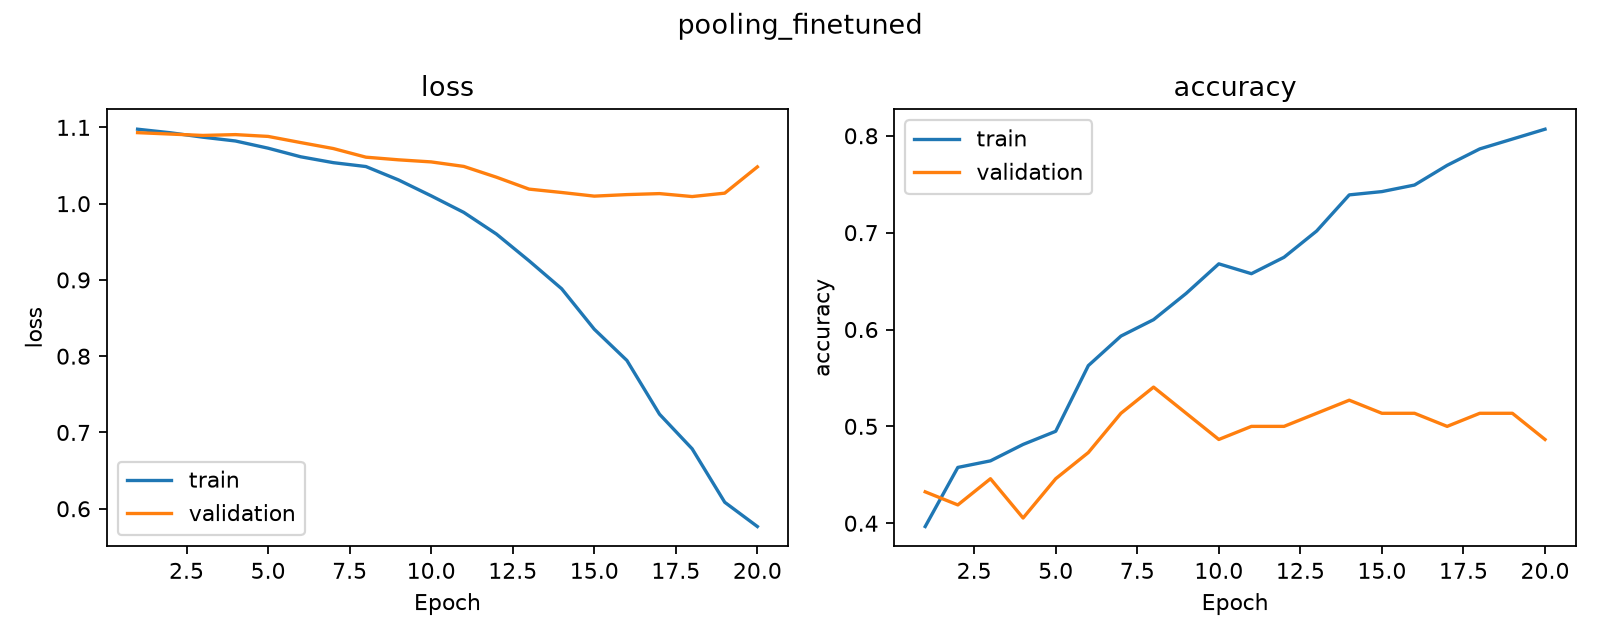 pooling_finetuned
loss
1.1
1.0
0.9
0.8
0.7
0.6
loss
train
validation
2.5 5.0 7.5 10.0 12.5 15.0 17.5 20.0
Epoch
accuracy
0.8
0.7
0.6
0.5
0.4
accuracy
train
validation
2.5 5.0 7.5 10.0 12.5 15.0 17.5 20.0
Epoch